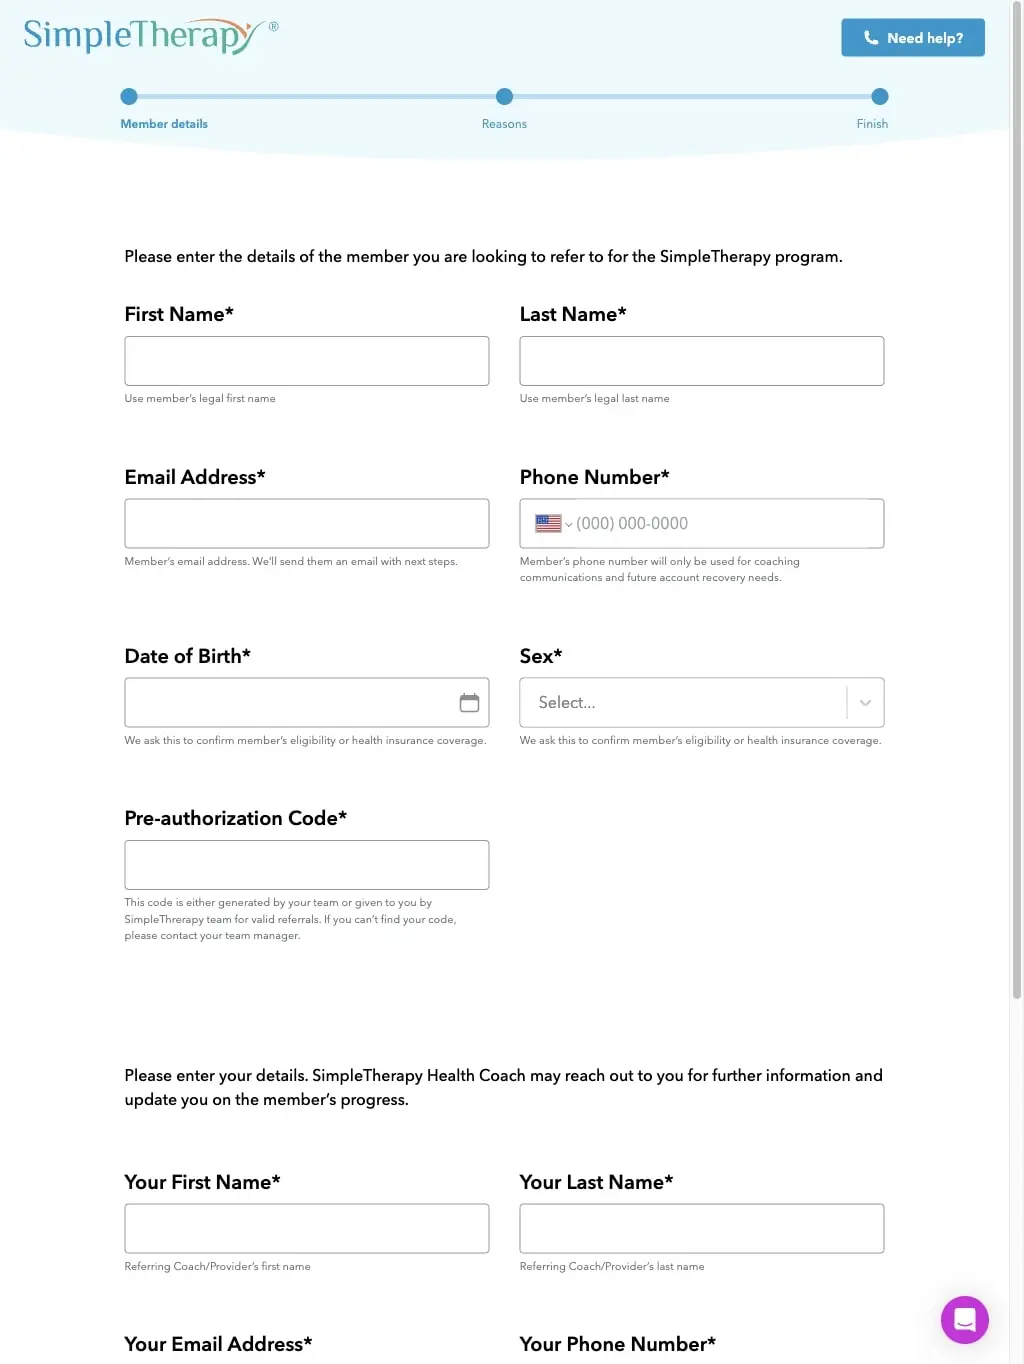 SimpleTherapy®
Need help?
Member details
Reasons
Finish
Please enter the details of the member you are looking to refer to for the SimpleTherapy program.
First Name*
Last Name*
Use member's legal first name
Use member's legal last name
Email Address*
Phone Number*
(000) 000-0000
Member's email address. We'll send them an email with next steps.
Member's phone number will only be used for coaching
communications and future account recovery needs.
Date of Birth*
Sex*
Select...
We ask this to confirm member's eligibility or health insurance coverage.
We ask this to confirm member's eligibility or health insurance coverage.
Pre-authorization Code*
This code is either generated by your team or given to you by
SimpleThrerapy team for valid referrals. If you can't find your code,
please contact your team manager.
Please enter your details. SimpleTherapy Health Coach may reach out to you for further information and
update you on the member's progress.
Your First Name*
Your Last Name*
Referring Coach/Provider's first name
Referring Coach/Provider's last name
Your Email Address*
Your Phone Number*